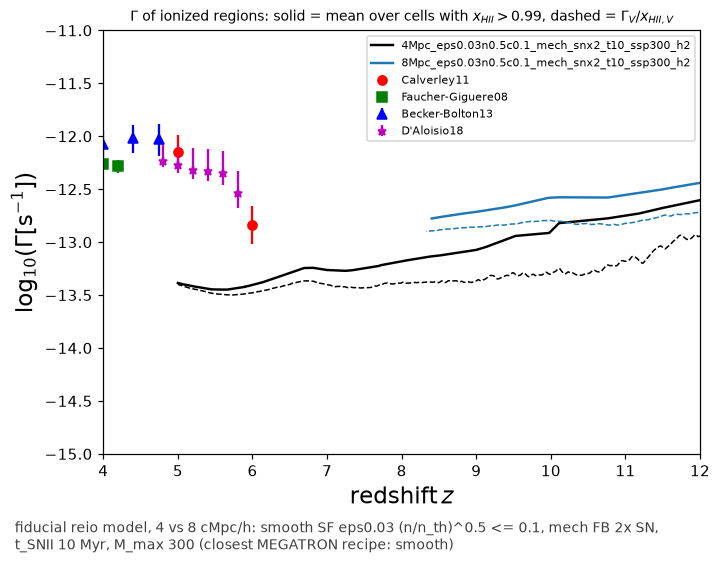 Γ of ionized regions: solid = mean over cells with x_HII > 0.99, dashed = Γ_V/x_HII,V
−11.0
4Mpc_eps0.03n0.5c0.1_mech_snx2_t10_ssp300_h2
8Mpc_eps0.03n0.5c0.1_mech_snx2_t10_ssp300_h2
Calverley11
Faucher-Giguere08
Becker-Bolton13
D'Aloisio18
−11.5
−12.0
−12.5
−13.0
−13.5
−14.0
−14.5
−15.0
log₁₀(Γ[s⁻¹])
4 5 6 7 8 9 10 11 12
redshift z
fiducial reio model, 4 vs 8 cMpc/h: smooth SF eps0.03 (n/n_th)^0.5 <= 0.1, mech FB 2x SN,
t_SNII 10 Myr, M_max 300 (closest MEGATRON recipe: smooth)